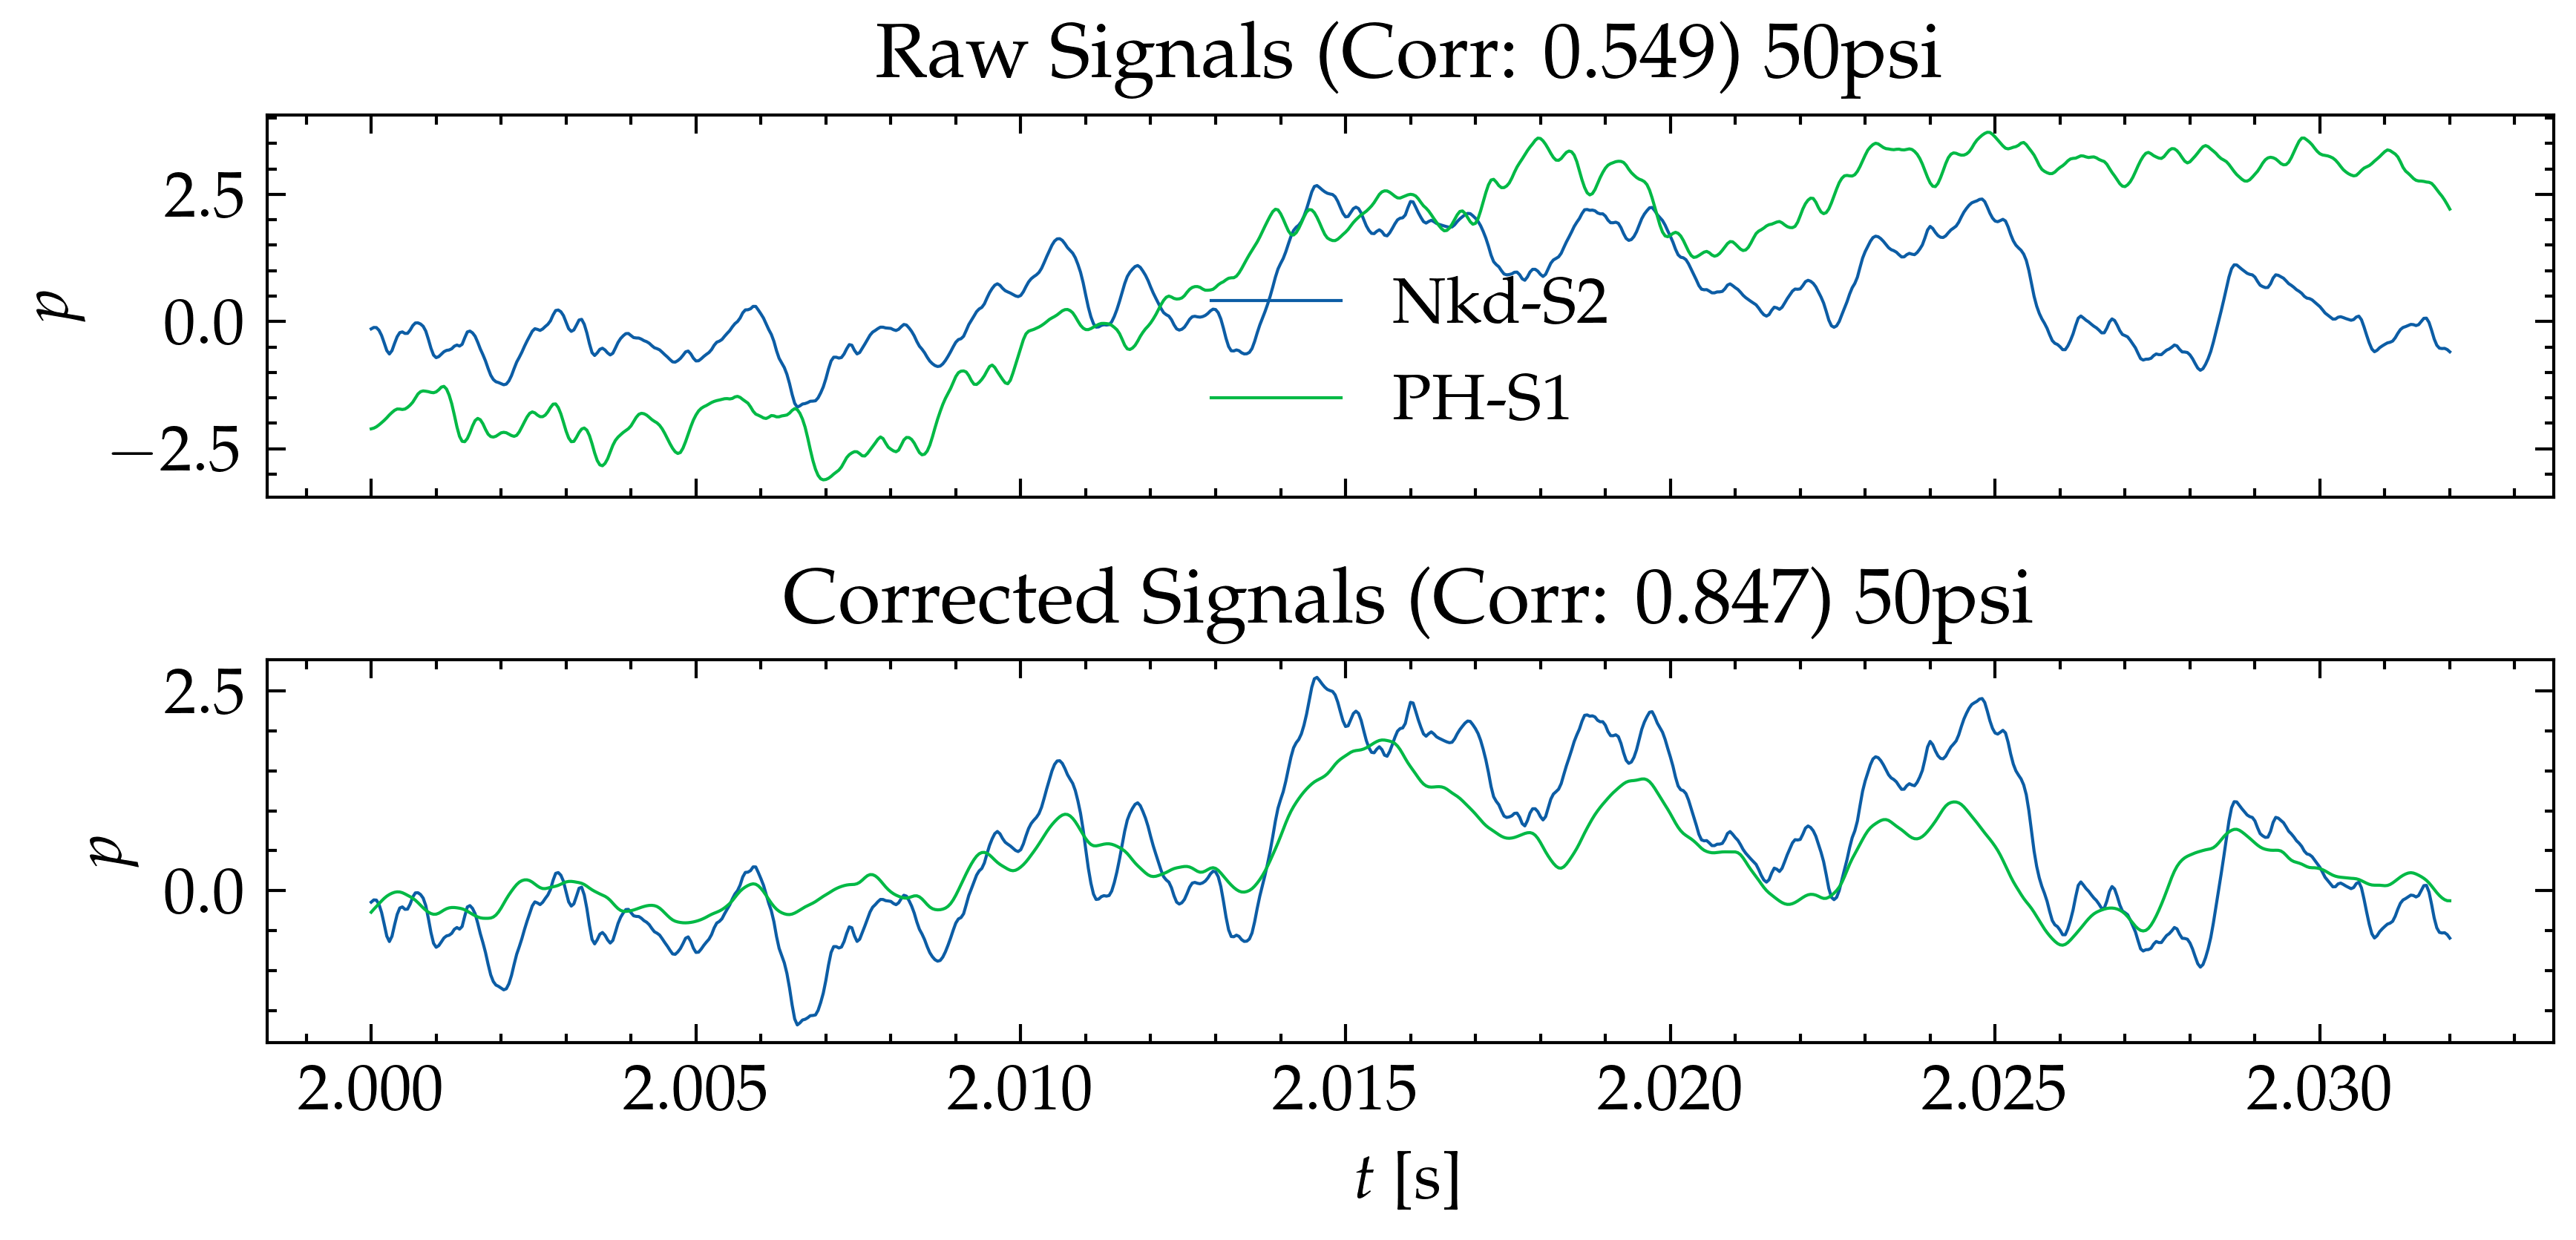 Raw Signals (Corr: 0.549) 50psi
2.5
0.0
−2.5
p
Nkd-S2
PH-S1
Corrected Signals (Corr: 0.847) 50psi
2.5
0.0
p
2.000 2.005 2.010 2.015 2.020 2.025 2.030
t [s]